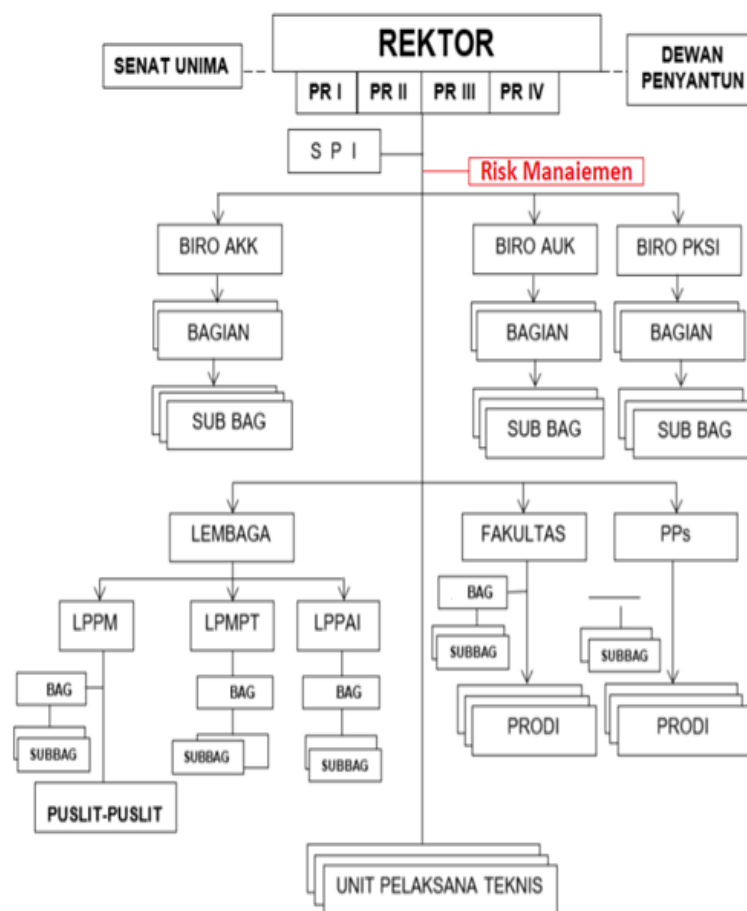 REKTOR
SENAT UNIMA
DEWAN
PENYANTUN
PR I
PR II
PR III
PR IV
S P I
Risk Manaiemen
BIRO AKK
BIRO AUK
BIRO PKSI
BAGIAN
BAGIAN
BAGIAN
SUB BAG
SUB BAG
SUB BAG
LEMBAGA
FAKULTAS
PPs
LPPM
LPMPT
LPPAI
BAG
SUBBAG
SUBBAG
BAG
BAG
BAG
SUBBAG
SUBBAG
SUBBAG
PRODI
PRODI
PUSLIT-PUSLIT
UNIT PELAKSANA TEKNIS